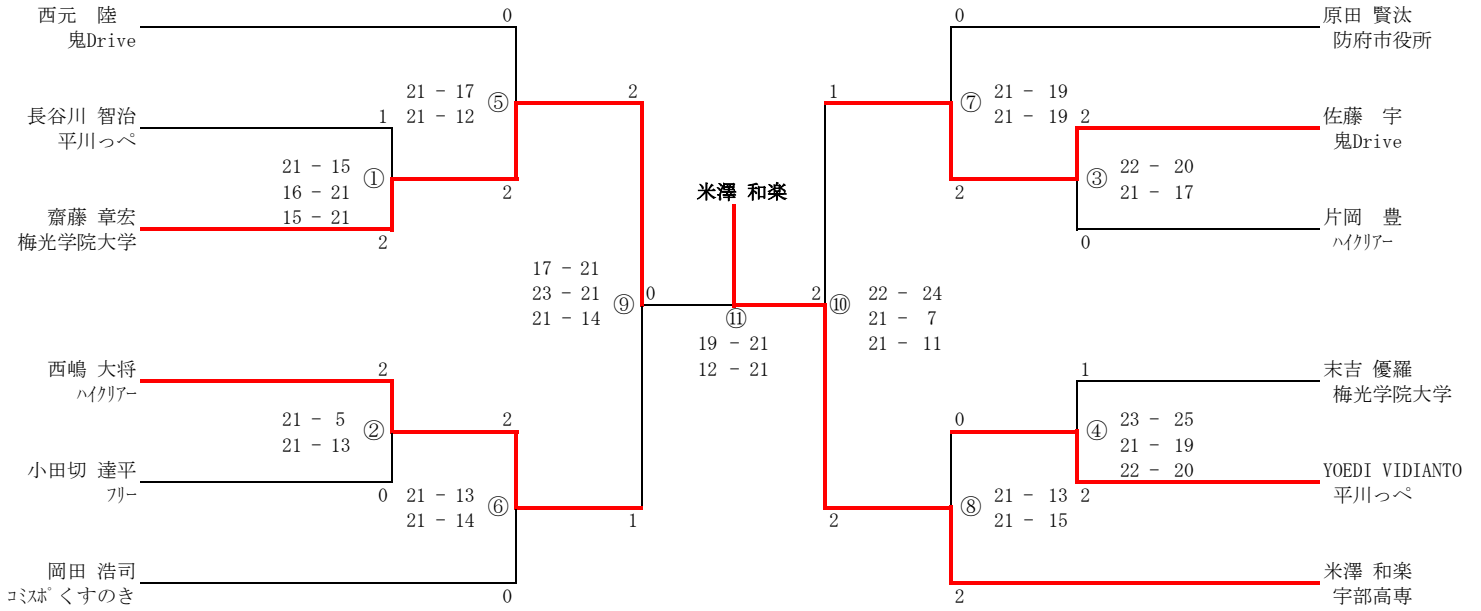 西元 陸
鬼Drive
0
21 - 17
21 - 12
⑤
2
長谷川 智治
平川っぺ
1
21 - 15
16 - 21
15 - 21
①
2
齋藤 章宏
梅光学院大学
2
17 - 21
23 - 21
21 - 14
⑨
0
西嶋 大将
ハイクリアー
2
21 - 5
21 - 13
②
2
小田切 達平
フリー
0
21 - 13
21 - 14
⑥
1
岡田 浩司
コミスポくすのき
0
米澤 和楽
⑪
19 - 21
12 - 21
原田 賢汰
防府市役所
0
1
⑦
21 - 19
21 - 19
2
佐藤 宇
鬼Drive
2
③
22 - 20
21 - 17
片岡 豊
ハイクリアー
0
2
⑩
22 - 24
21 - 7
21 - 11
末吉 優羅
梅光学院大学
1
0
④
23 - 25
21 - 19
22 - 20
YOEDI VIDIANTO
平川っぺ
2
⑧
21 - 13
21 - 15
2
米澤 和楽
宇部高専
2